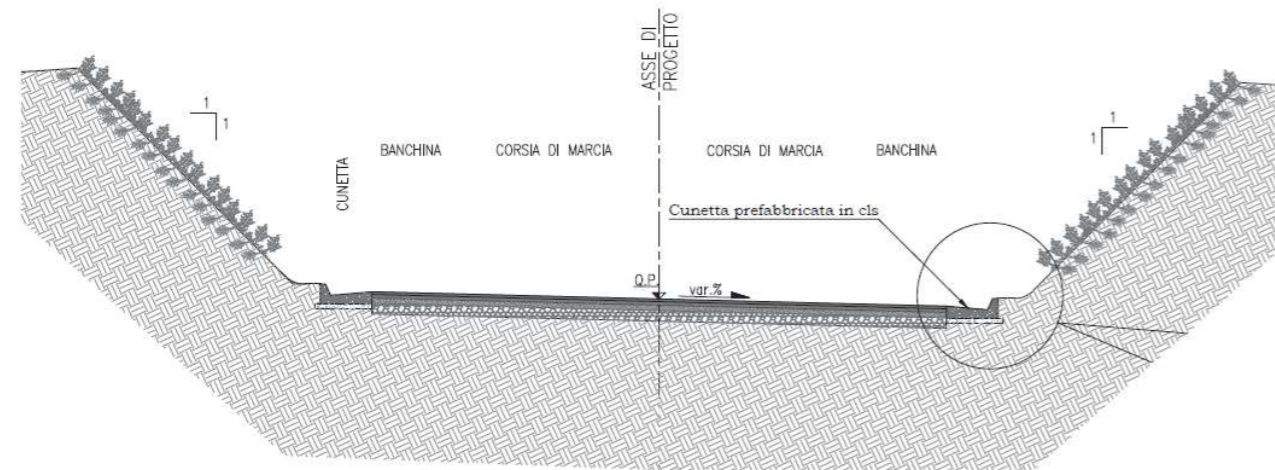 ASSE DI
PROGETTO
1
1
1
1
CUNETTA
BANCHINA
CORSIA DI MARCIA
CORSIA DI MARCIA
BANCHINA
Cunetta prefabbricata in cls
Q.P.
var.%